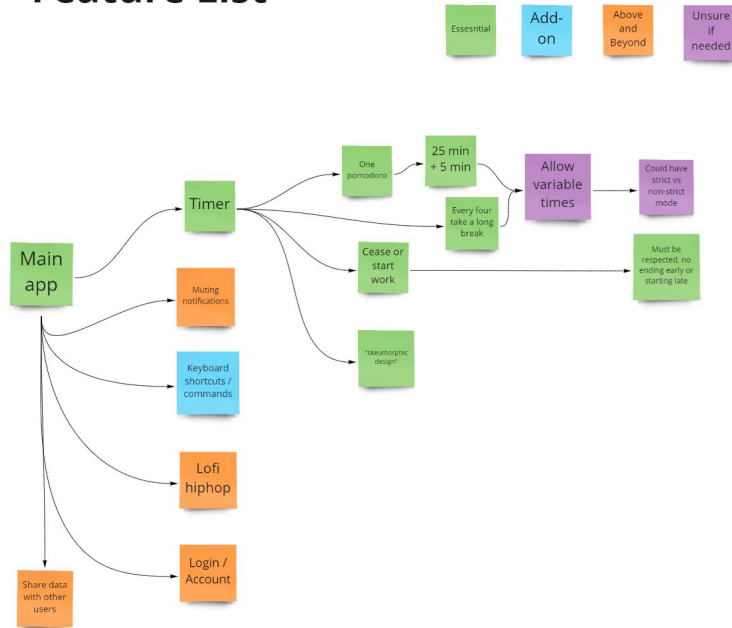 Feature List
Essesntial
Add-
on
Above
and
Beyond
Unsure
if
needed
One
pomodoro
25 min
+ 5 min
Allow
variable
times
Could have
strict vs
non-strict
mode
Timer
Every four
take a long
break
Main
app
Cease or
start
work
Must be
respected, no
ending early or
starting late
Muting
notifications
"skeumorphic
design"
Keyboard
shortcuts /
commands
Lofi
hiphop
Login /
Account
Share data
with other
users